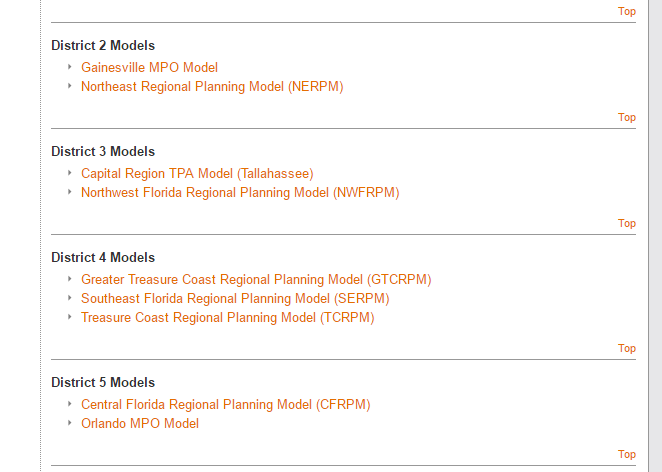 Top
District 2 Models
Gainesville MPO Model
Northeast Regional Planning Model (NERPM)
Top
District 3 Models
Capital Region TPA Model (Tallahassee)
Northwest Florida Regional Planning Model (NWFRPM)
Top
District 4 Models
Greater Treasure Coast Regional Planning Model (GTCRPM)
Southeast Florida Regional Planning Model (SERPM)
Treasure Coast Regional Planning Model (TCRPM)
Top
District 5 Models
Central Florida Regional Planning Model (CFRPM)
Orlando MPO Model
Top